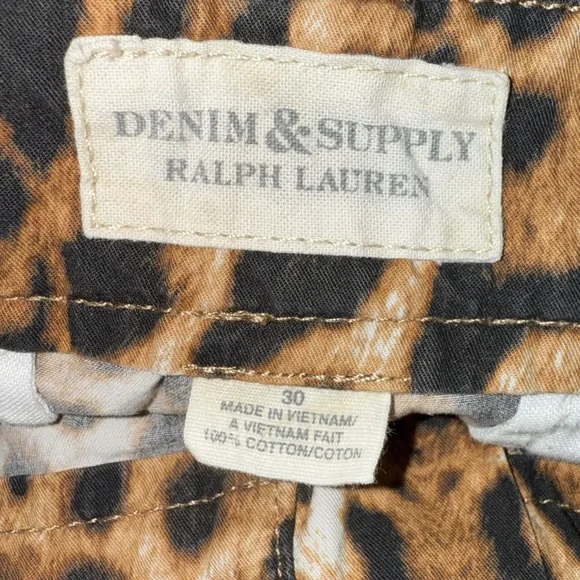 DENIM & SUPPLY
RALPH LAUREN
30
MADE IN VIETNAM/
A VIETNAM FAIT
100% COTTON/COTON